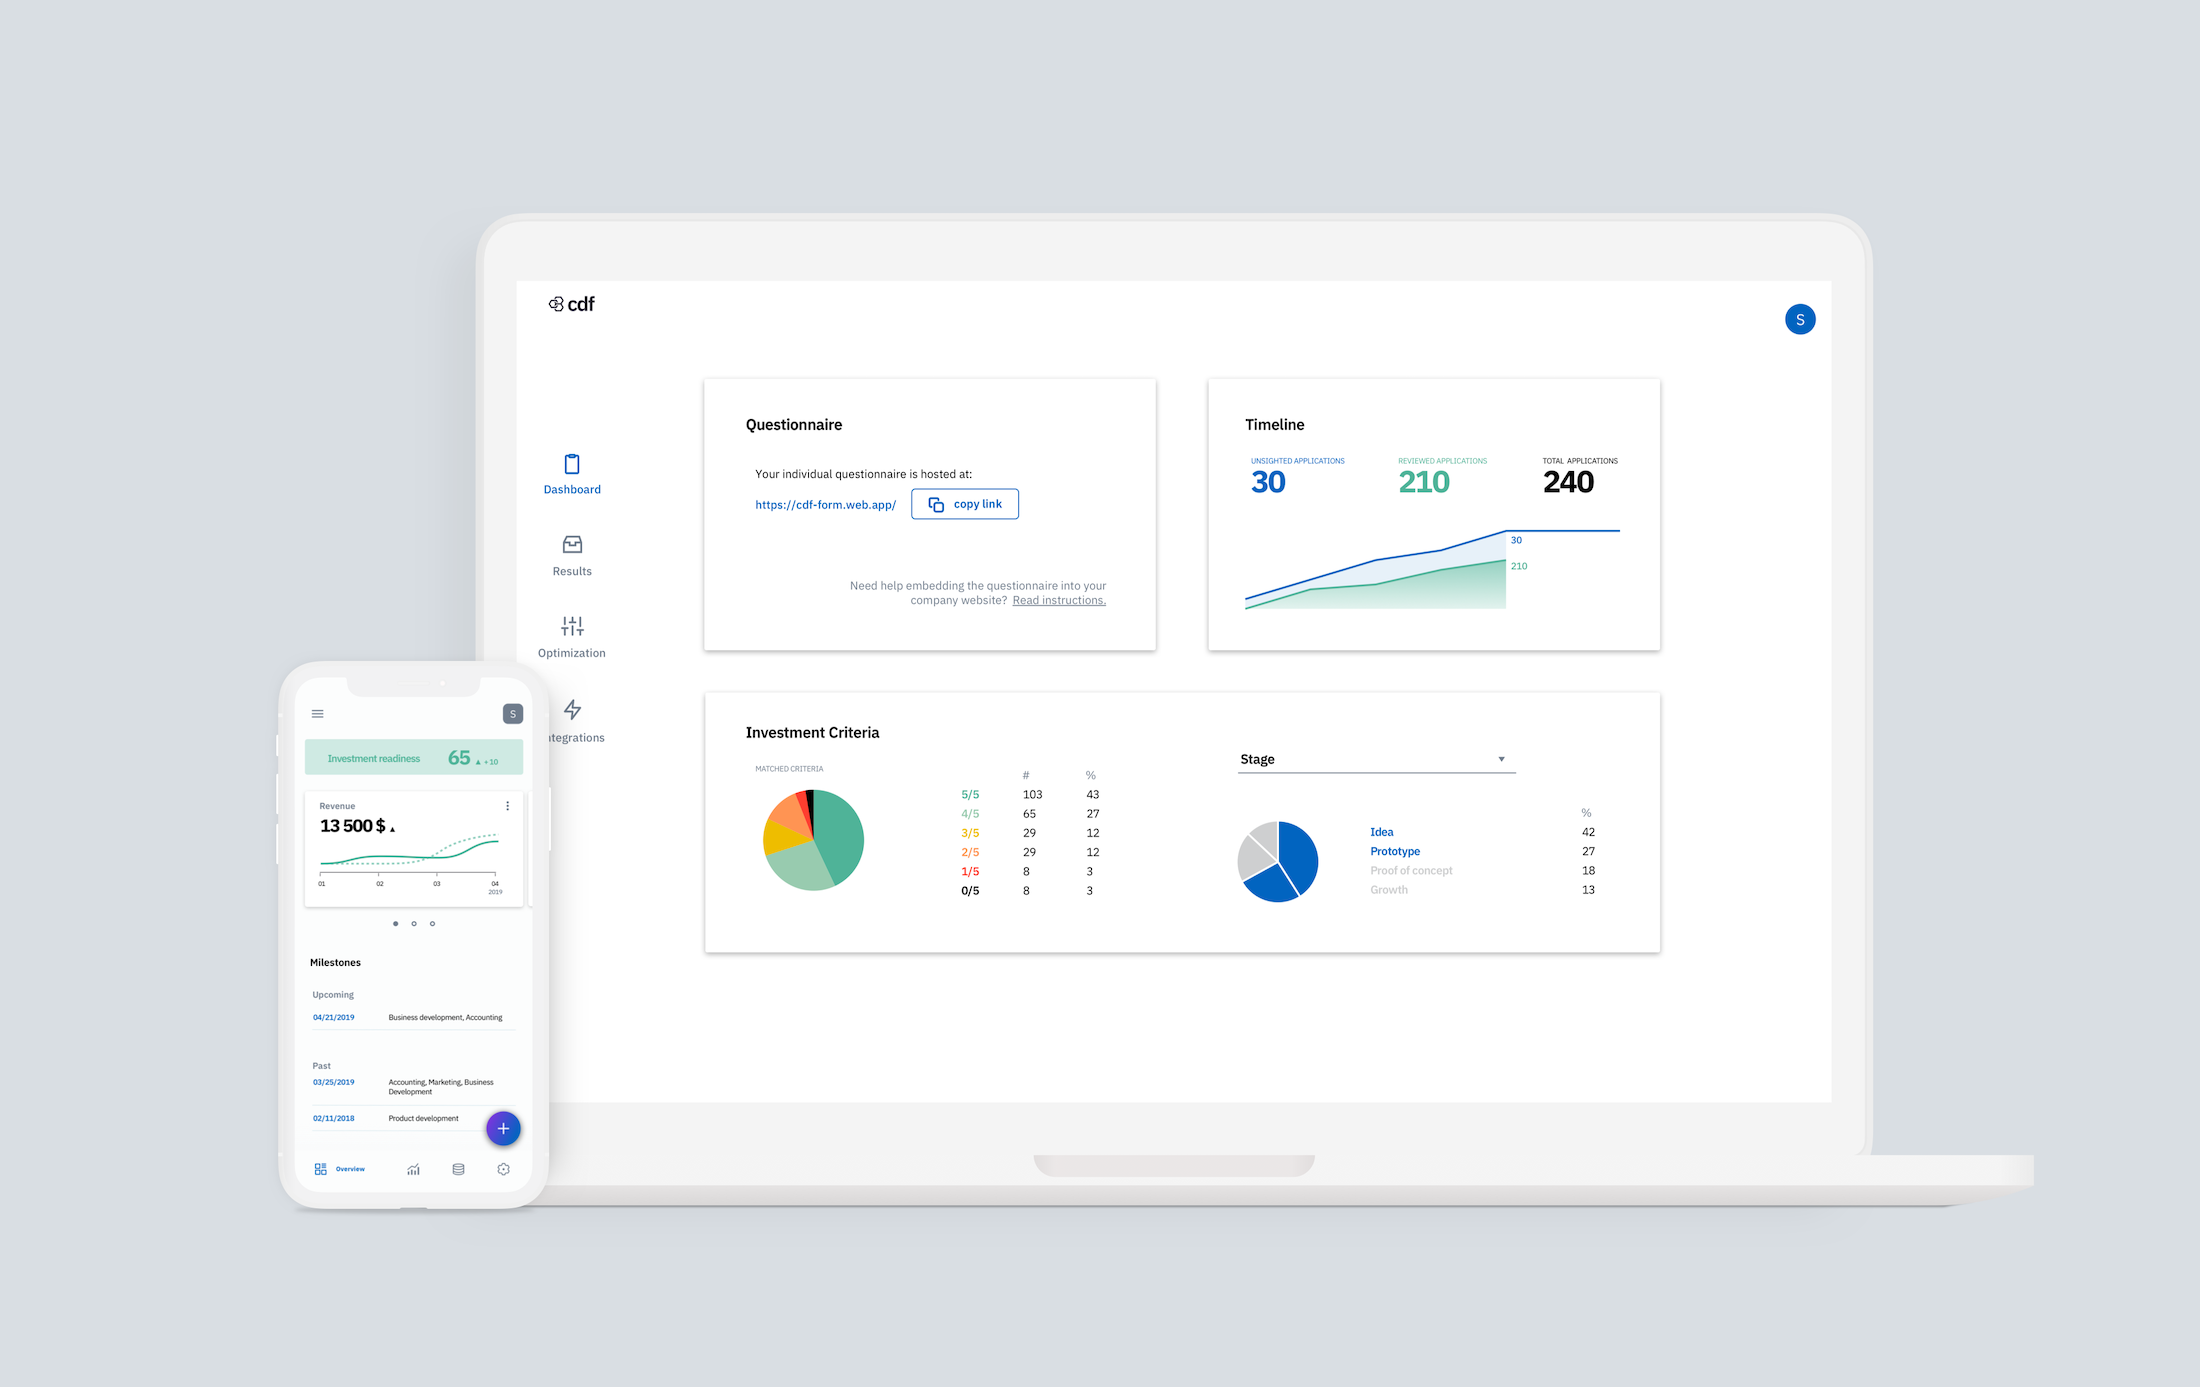 cdf
S
Dashboard
Results
Optimization
ntegrations
Questionnaire
Your individual questionnaire is hosted at:
https://cdf-form.web.app/ copy link
Need help embedding the questionnaire into your
company website? Read instructions.
Timeline
UNSIGHTED APPLICATIONS REVIEWED APPLICATIONS TOTAL APPLICATIONS
30 210 240
30
210
Investment Criteria
MATCHED CRITERIA
# %
5/5 103 43
4/5 65 27
3/5 29 12
2/5 29 12
1/5 8 3
0/5 8 3
Stage
%
Idea 42
Prototype 27
Proof of concept 18
Growth 13
S
Investment readiness 65 ▲ +10
Revenue
13 500 $ ▲
01 02 03 04
2019
Milestones
Upcoming
04/21/2019 Business development, Accounting
Past
03/25/2019 Accounting, Marketing, Business
Development
02/11/2018 Product development
+
Overview